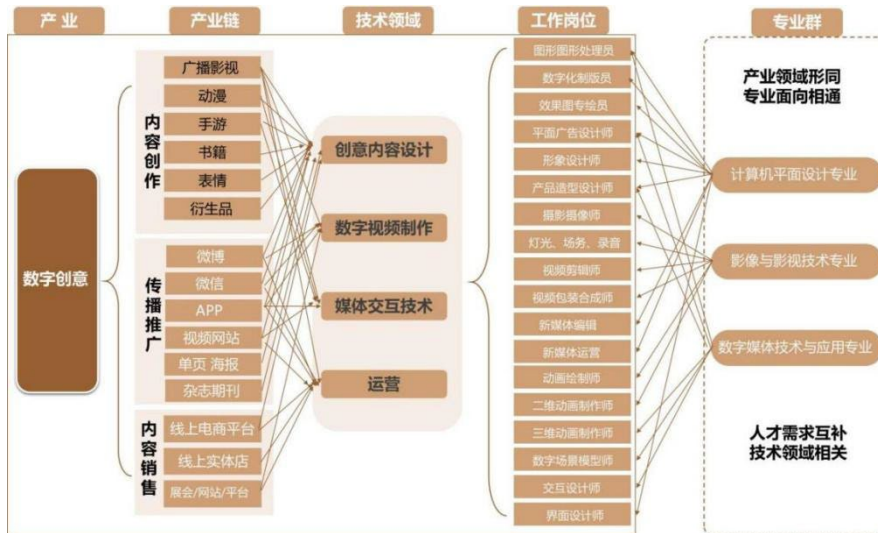 产 业
产业链
技术领域
工作岗位
专业群
数字创意
内容创作
广播影视
动漫
手游
书籍
表情
衍生品
传播推广
微博
微信
APP
视频网站
单页 海报
杂志期刊
内容销售
线上电商平台
线上实体店
展会/网站/平台
创意内容设计
数字视频制作
媒体交互技术
运营
图形图形处理员
数字化制版员
效果图专绘员
平面广告设计师
形象设计师
产品造型设计师
摄影摄像师
灯光、场务、录音
视频剪辑师
视频包装合成师
新媒体编辑
新媒体运营
动画绘制师
二维动画制作师
三维动画制作师
数字场景模型师
交互设计师
界面设计师
产业领域形同
专业面向相通
计算机平面设计专业
影像与影视技术专业
数字媒体技术与应用专业
人才需求互补
技术领域相关